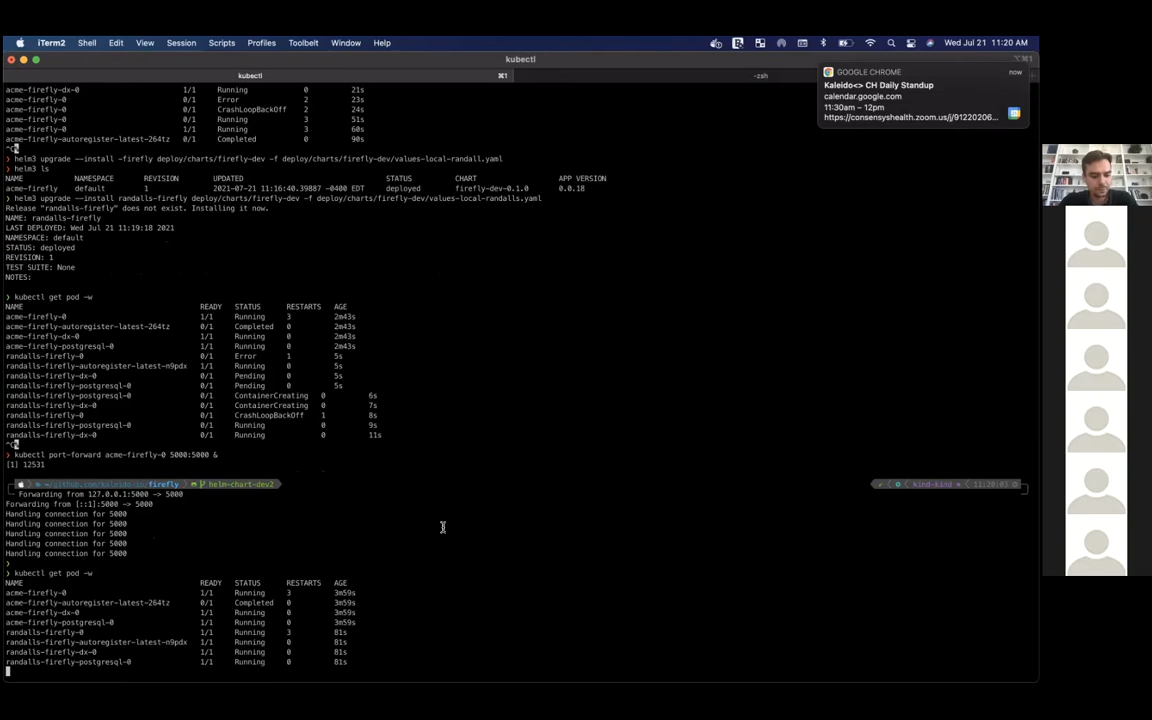 iTerm2 Shell Edit View Session Scripts Profiles Toolbelt Window Help Wed Jul 21 11:20 AM
kubectl
kubectl ⌘1 -zsh
GOOGLE CHROME now
Kaleido<> CH Daily Standup
calendar.google.com
11:30am – 12pm
https://consensyshealth.zoom.us/j/91220206...
acme-firefly-dx-0 1/1 Running 0 21s
acme-firefly-0 0/1 Error 2 23s
acme-firefly-0 0/1 CrashLoopBackOff 2 24s
acme-firefly-0 0/1 Running 3 51s
acme-firefly-0 1/1 Running 3 60s
acme-firefly-autoregister-latest-264tz 0/1 Completed 0 90s
^C%
❯ helm3 upgrade --install -firefly deploy/charts/firefly-dev -f deploy/charts/firefly-dev/values-local-randall.yaml
❯ helm3 ls
NAME NAMESPACE REVISION UPDATED STATUS CHART APP VERSION
acme-firefly default 1 2021-07-21 11:16:40.39887 -0400 EDT deployed firefly-dev-0.1.0 0.0.18
❯ helm3 upgrade --install randalls-firefly deploy/charts/firefly-dev -f deploy/charts/firefly-dev/values-local-randalls.yaml
Release "randalls-firefly" does not exist. Installing it now.
NAME: randalls-firefly
LAST DEPLOYED: Wed Jul 21 11:19:18 2021
NAMESPACE: default
STATUS: deployed
REVISION: 1
TEST SUITE: None
NOTES:
❯ kubectl get pod -w
NAME READY STATUS RESTARTS AGE
acme-firefly-0 1/1 Running 3 2m43s
acme-firefly-autoregister-latest-264tz 0/1 Completed 0 2m43s
acme-firefly-dx-0 1/1 Running 0 2m43s
acme-firefly-postgresql-0 1/1 Running 0 2m43s
randalls-firefly-0 0/1 Error 1 5s
randalls-firefly-autoregister-latest-n9pdx 1/1 Running 0 5s
randalls-firefly-dx-0 0/1 Pending 0 5s
randalls-firefly-postgresql-0 0/1 Pending 0 5s
randalls-firefly-postgresql-0 0/1 ContainerCreating 0 6s
randalls-firefly-dx-0 0/1 ContainerCreating 0 7s
randalls-firefly-0 0/1 CrashLoopBackOff 1 8s
randalls-firefly-postgresql-0 0/1 Running 0 9s
randalls-firefly-dx-0 0/1 Running 0 11s
^C%
❯ kubectl port-forward acme-firefly-0 5000:5000 &
[1] 12531
~/github.com/kaleido-io/firefly helm-chart-dev2 kind-kind 11:20:03
Forwarding from 127.0.0.1:5000 -> 5000
Forwarding from [::1]:5000 -> 5000
Handling connection for 5000
Handling connection for 5000
Handling connection for 5000
Handling connection for 5000
Handling connection for 5000
❯
❯ kubectl get pod -w
NAME READY STATUS RESTARTS AGE
acme-firefly-0 1/1 Running 3 3m59s
acme-firefly-autoregister-latest-264tz 0/1 Completed 0 3m59s
acme-firefly-dx-0 1/1 Running 0 3m59s
acme-firefly-postgresql-0 1/1 Running 0 3m59s
randalls-firefly-0 1/1 Running 3 81s
randalls-firefly-autoregister-latest-n9pdx 1/1 Running 0 81s
randalls-firefly-dx-0 1/1 Running 0 81s
randalls-firefly-postgresql-0 1/1 Running 0 81s